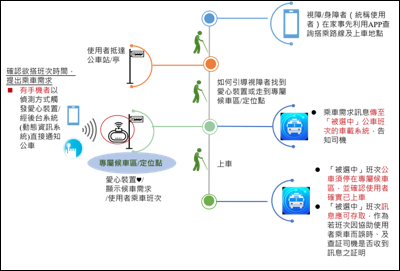 視障/身障者（統稱使用
者）在家事先利用APP查
詢搭乘路線及上車地點
使用者抵達
公車站/亭
確認欲搭班次時間，
提出乘車需求
■ 有手機者以
偵測方式觸
發愛心裝置/
經後台系統
(動態資訊系
統)直接通知
公車
如何引導視障者找到
愛心裝置或走到專屬
候車區/定位點
● 乘車需求訊息傳至
「被選中」公車班
次的車載系統，告
知司機
專屬候車區/定位點
愛心裝置♥/
顯示候車需求
/使用者乘車班次
上車
● 「被選中」班次公
車須停在專屬候車
區，並確認使用者
確實已上車
● 「被選中」班次訊
息應可存取，作為
若班次因協助使用
者乘車而誤時，及
查証司機是否收到
訊息之証明